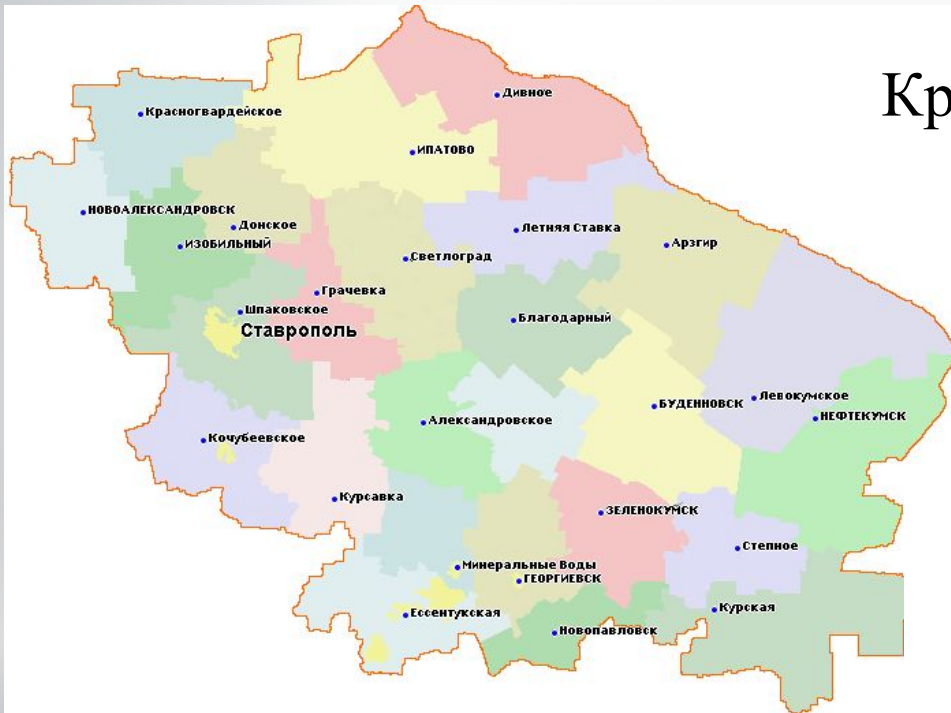 Кр
Дивное
Красногвардейское
ИПАТОВО
НОВОАЛЕКСАНДРОВСК
Донское
Летняя Ставка
ИЗОБИЛЬНЫЙ
Арзгир
Светлоград
Грачевка
Шпаковское
Благодарный
Ставрополь
Левокумское
БУДЕННОВСК
НЕФТЕКУМСК
Александровское
Кочубеевское
Курсавка
ЗЕЛЕНОКУМСК
Степное
Минеральные Воды
ГЕОРГИЕВСК
Курская
Ессентукская
Новопавловск